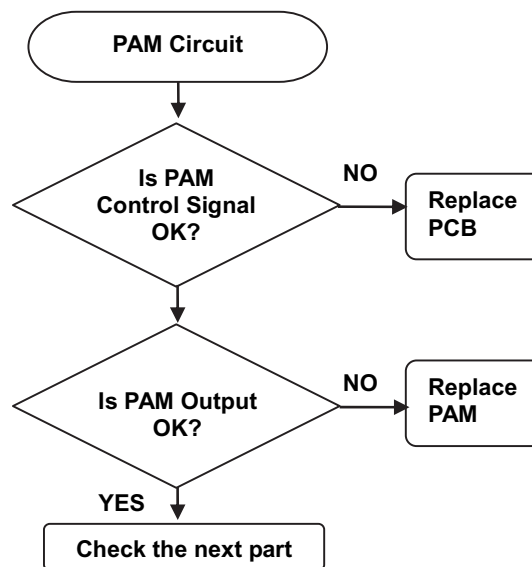 PAM Circuit
Is PAM
Control Signal
OK?
NO
Replace
PCB
Is PAM Output
OK?
NO
Replace
PAM
YES
Check the next part